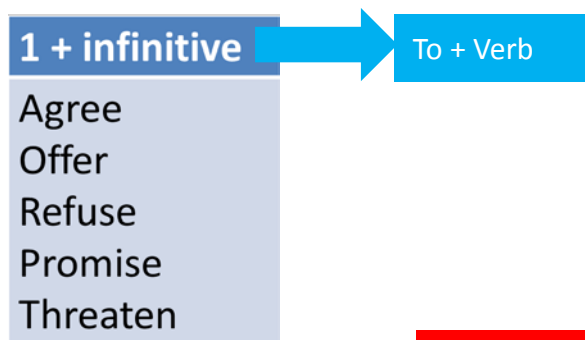 1 + infinitive
To + Verb
Agree
Offer
Refuse
Promise
Threaten